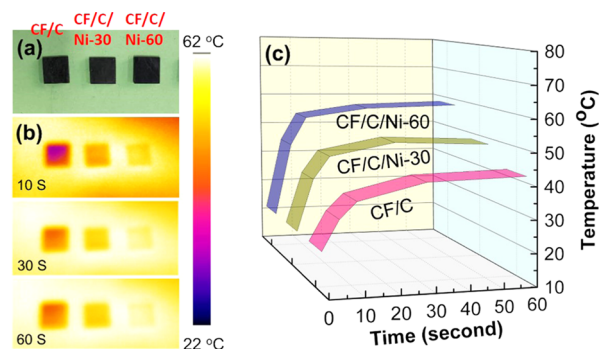 CF/C
CF/C/
Ni-30
CF/C/
Ni-60
(a)
62 °C
(b)
10 S
30 S
60 S
22 °C
(c)
CF/C/Ni-60
CF/C/Ni-30
CF/C
80
70
60
50
40
30
20
10
Temperature (°C)
0
10
20
30
40
50
60
Time (second)